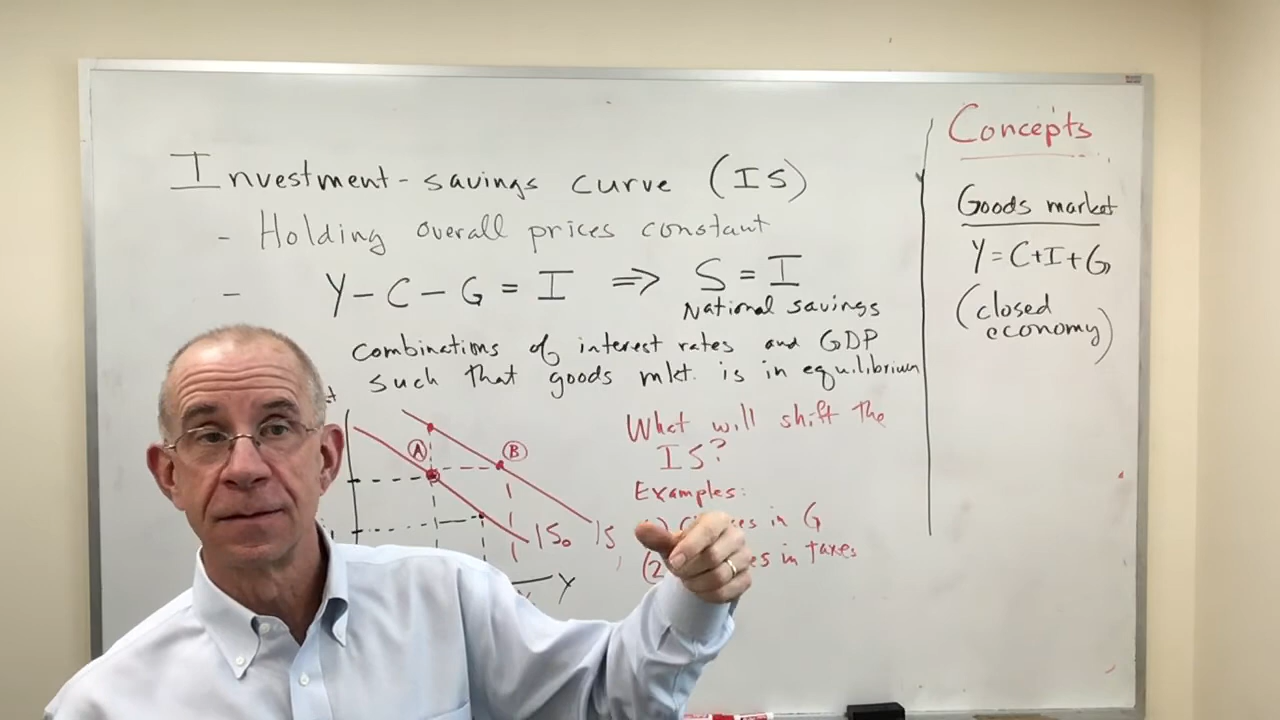 Investment-savings curve (IS)
- Holding overall prices constant
- Y-C-G=I ⇒ S=I
National savings
combinations of interest rates and GDP
such that goods mkt. is in equilibrium
A
B
IS₀
IS
Y
What will shift the
IS?
Examples:
in G
(2 in taxes
Concepts
Goods market
Y=C+I+G
(closed
economy)